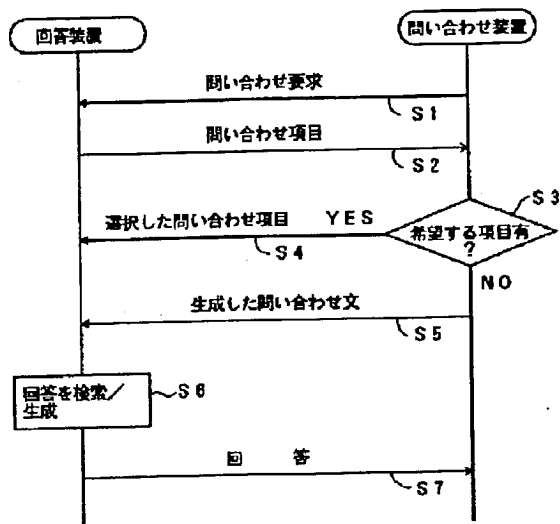 回答装置
問い合わせ装置
問い合わせ要求
S1
問い合わせ項目
S2
S3
選択した問い合わせ項目
YES
S4
希望する項目有
?
NO
生成した問い合わせ文
S5
回答を検索/
生成
S6
回 答
S7